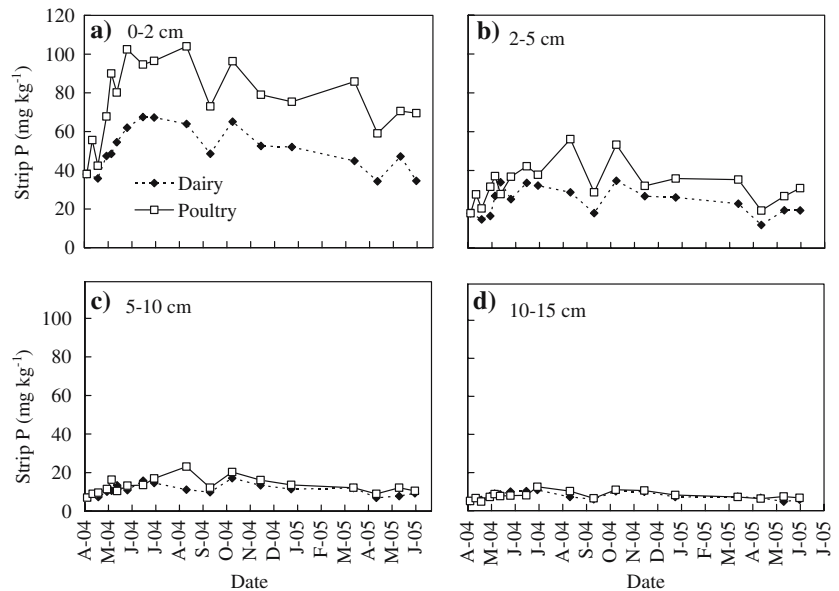 a)
0-2 cm
b)
2-5 cm
120
100
80
60
40
20
0
Strip P (mg kg-1)
Dairy
Poultry
c)
5-10 cm
d)
10-15 cm
100
80
60
40
20
0
Strip P (mg kg-1)
A-04 M-04 J-04 J-04 A-04 S-04 O-04 N-04 D-04 J-05 F-05 M-05 A-05 M-05 J-05
A-04 M-04 J-04 J-04 A-04 S-04 O-04 N-04 D-04 J-05 F-05 M-05 A-05 M-05 J-05 J-05
Date
Date